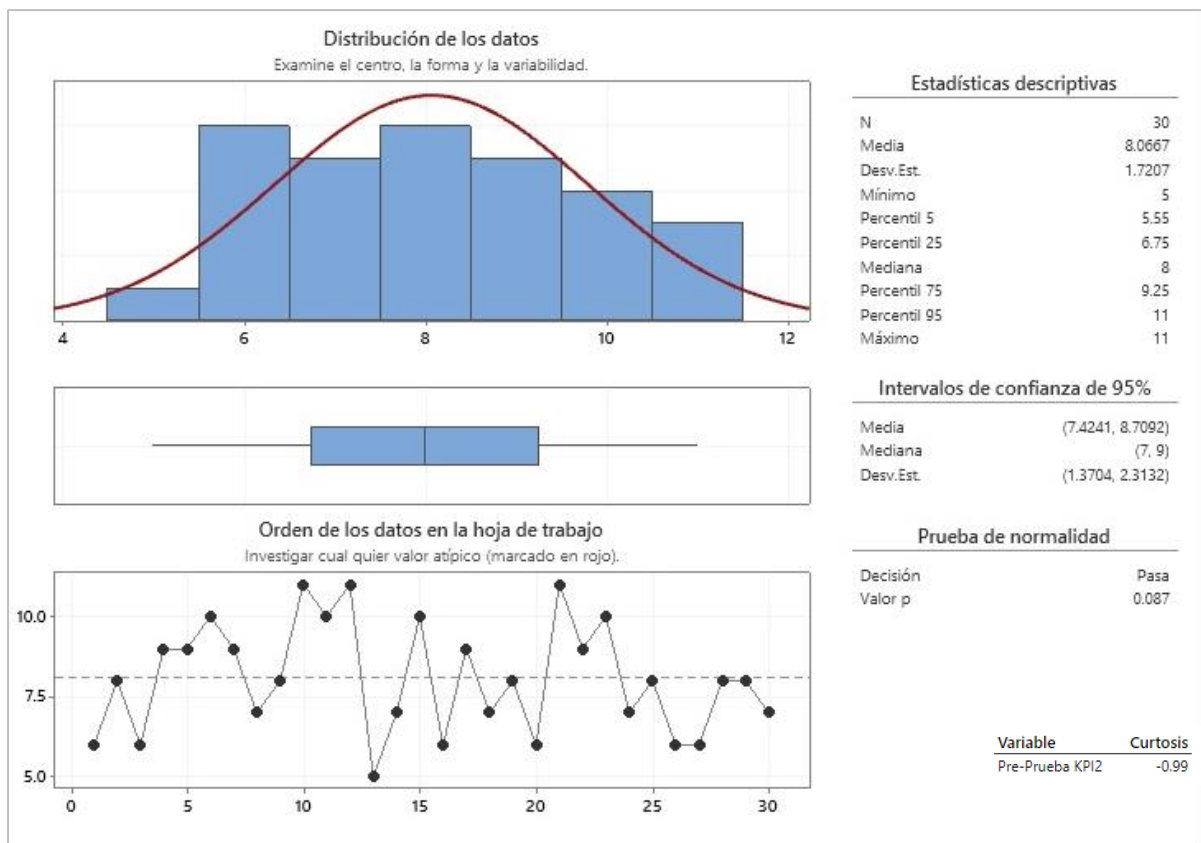 Distribución de los datos
Examine el centro, la forma y la variabilidad.
4 6 8 10 12
Estadísticas descriptivas
N 30
Media 8.0667
Desv.Est. 1.7207
Mínimo 5
Percentil 5 5.55
Percentil 25 6.75
Mediana 8
Percentil 75 9.25
Percentil 95 11
Máximo 11
Intervalos de confianza de 95%
Media (7.4241, 8.7092)
Mediana (7, 9)
Desv.Est. (1.3704, 2.3132)
Orden de los datos en la hoja de trabajo
Investigar cual quier valor atípico (marcado en rojo).
10.0
7.5
5.0
0 5 10 15 20 25 30
Prueba de normalidad
Decisión Pasa
Valor p 0.087
Variable Curtosis
Pre-Prueba KPI2 -0.99